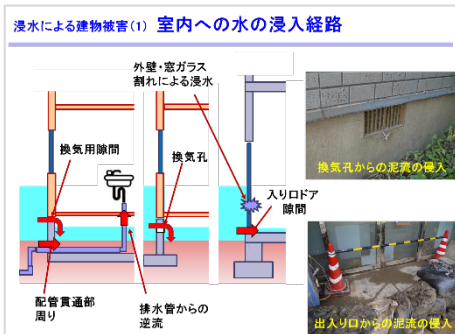 浸水による建物被害(1) 室内への水の浸入経路
外壁・窓ガラス
割れによる浸水
換気用隙間
換気孔
入り口ドア
隙間
配管貫通部
周り
排水管からの
逆流
換気孔からの泥流の侵入
出入り口からの泥流の侵入